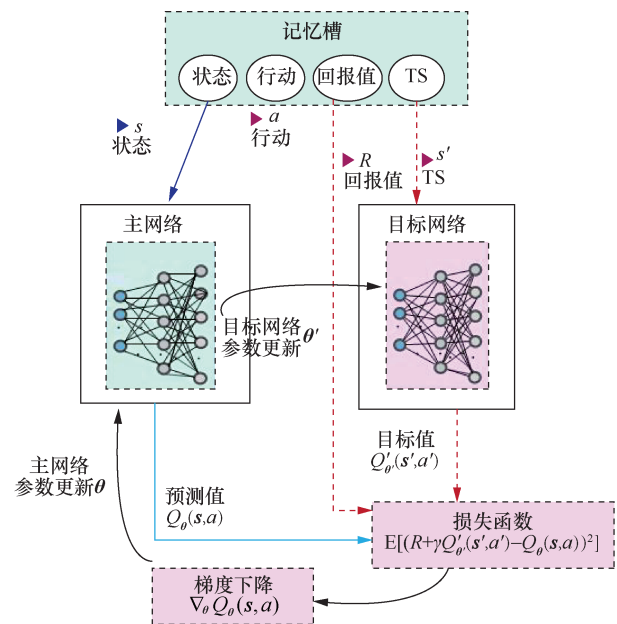 记忆槽
状态 行动 回报值 TS
s
状态
a
行动
R
回报值
s′
TS
主网络
目标网络
目标网络
参数更新θ′
目标值
Q′θ′(s′,a′)
主网络
参数更新θ
预测值
Qθ(s,a)
损失函数
E[(R+γQ′θ′(s′,a′)−Qθ(s,a))²]
梯度下降
∇θ Qθ(s,a)